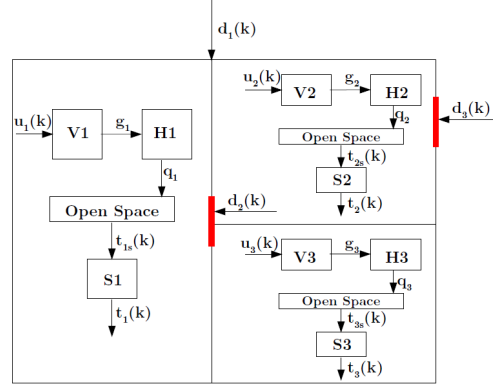 d₁(k)
u₁(k)
V1
g₁
H1
q₁
Open Space
t₁ₛ(k)
S1
t₁(k)
u₂(k)
V2
g₂
H2
q₂
Open Space
t₂ₛ(k)
S2
t₂(k)
d₃(k)
d₂(k)
u₃(k)
V3
g₃
H3
q₃
Open Space
t₃ₛ(k)
S3
t₃(k)